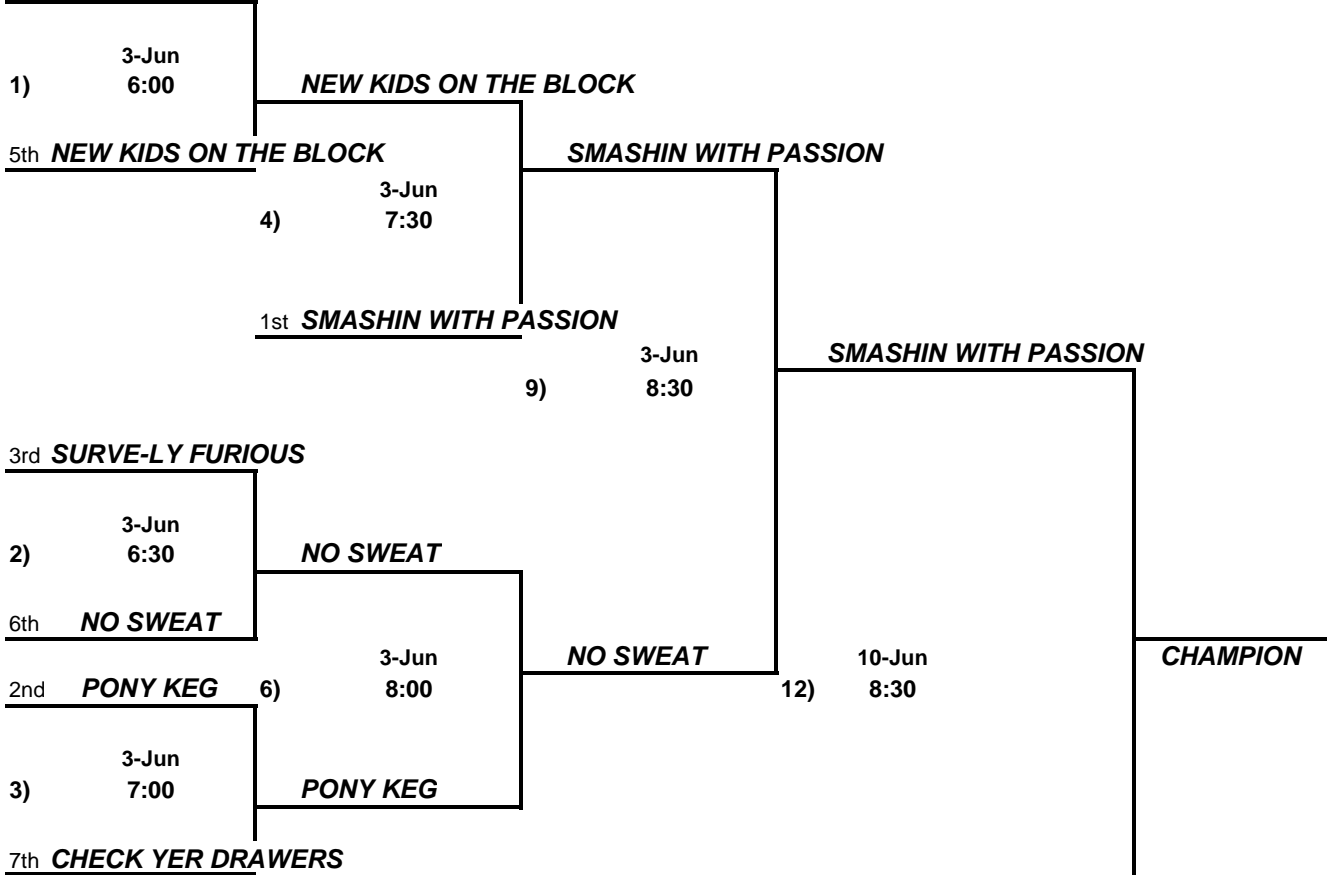 3-Jun
1) 6:00 NEW KIDS ON THE BLOCK
5th NEW KIDS ON THE BLOCK SMASHIN WITH PASSION
3-Jun
4) 7:30
1st SMASHIN WITH PASSION
3-Jun SMASHIN WITH PASSION
9) 8:30
3rd SURVE-LY FURIOUS
3-Jun
2) 6:30 NO SWEAT
6th NO SWEAT
3-Jun NO SWEAT 10-Jun CHAMPION
2nd PONY KEG 6) 8:00 12) 8:30
3-Jun
3) 7:00 PONY KEG
7th CHECK YER DRAWERS